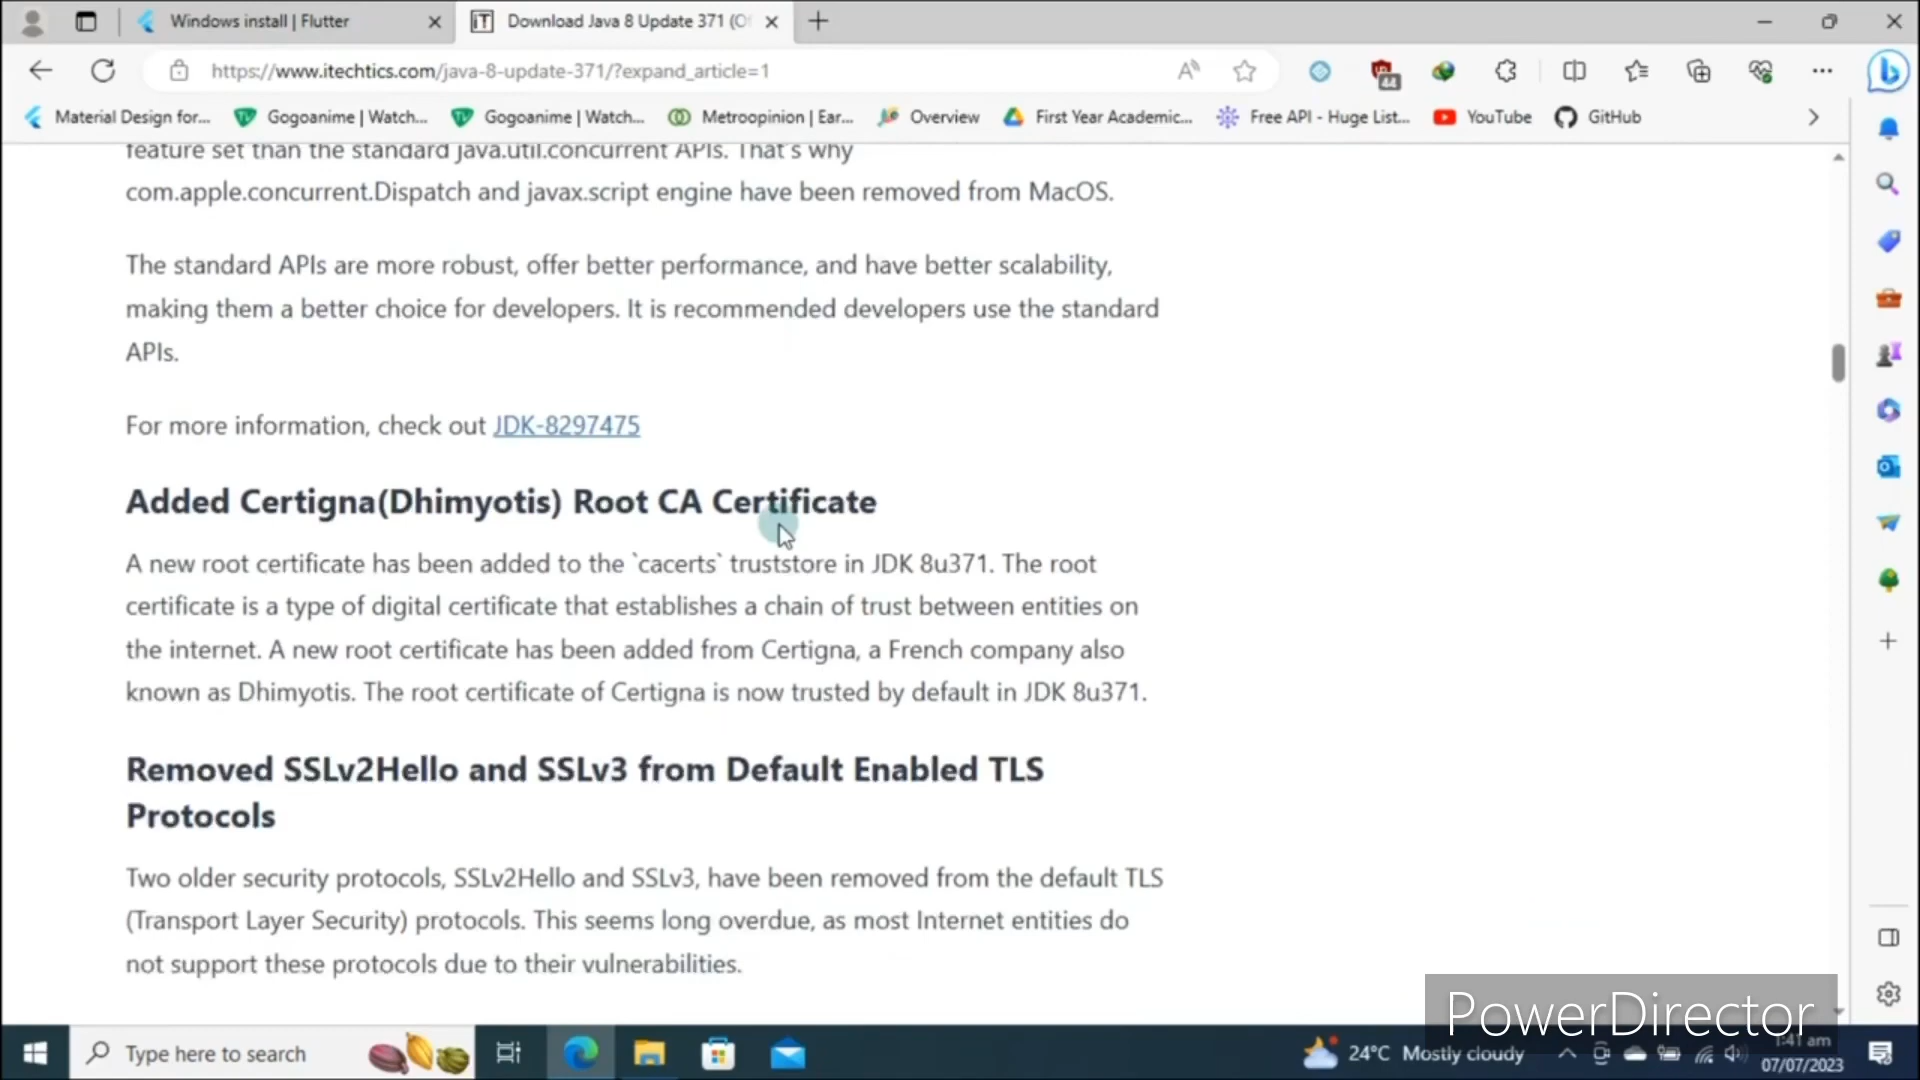 Windows install | Flutter
Download Java 8 Update 371 (Of
https://www.itechtics.com/java-8-update-371/?expand_article=1
44
Material Design for... Gogoanime | Watch... Gogoanime | Watch... Metroopinion | Ear... Overview First Year Academic... Free API - Huge List... YouTube GitHub
feature set than the standard java.util.concurrent APIs. That's why
com.apple.concurrent.Dispatch and javax.script engine have been removed from MacOS.
The standard APIs are more robust, offer better performance, and have better scalability,
making them a better choice for developers. It is recommended developers use the standard
APIs.
For more information, check out JDK-8297475
Added Certigna(Dhimyotis) Root CA Certificate
A new root certificate has been added to the `cacerts` truststore in JDK 8u371. The root
certificate is a type of digital certificate that establishes a chain of trust between entities on
the internet. A new root certificate has been added from Certigna, a French company also
known as Dhimyotis. The root certificate of Certigna is now trusted by default in JDK 8u371.
Removed SSLv2Hello and SSLv3 from Default Enabled TLS
Protocols
Two older security protocols, SSLv2Hello and SSLv3, have been removed from the default TLS
(Transport Layer Security) protocols. This seems long overdue, as most Internet entities do
not support these protocols due to their vulnerabilities.
PowerDirector
Type here to search
24°C Mostly cloudy
1:41 am
07/07/2023